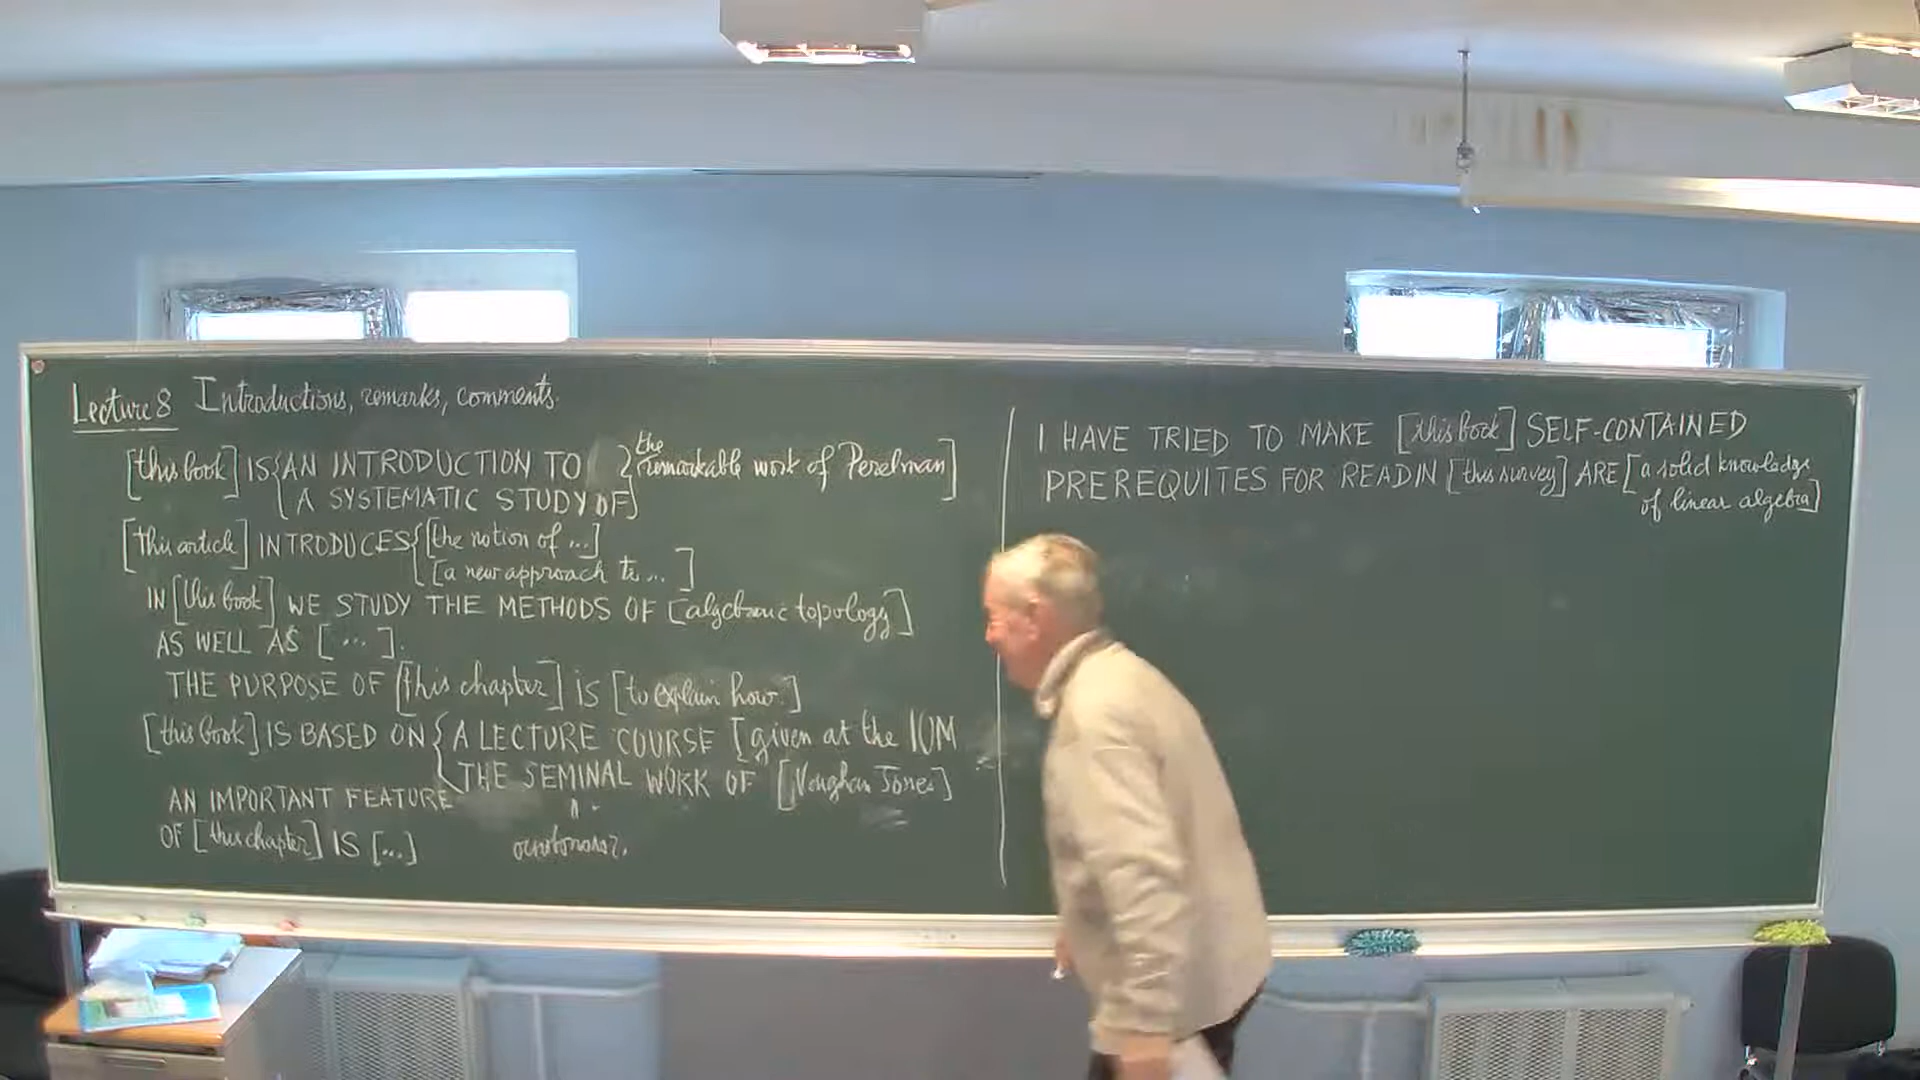 Lecture 8 Introductions, remarks, comments.
[this book] IS { AN INTRODUCTION TO } the remarkable work of Perelman]
{ A SYSTEMATIC STUDY OF }
[this article] INTRODUCES { [the notion of ...]
{ [a new approach to ... ]
IN [this book] WE STUDY THE METHODS OF [algebraic topology]
AS WELL AS [ ... ].
THE PURPOSE OF [this chapter] IS [to explain how.]
[this book] IS BASED ON { A LECTURE COURSE [given at the IUM
{ THE SEMINAL WORK OF [Vaughan Jones]
AN IMPORTANT FEATURE
OF [this chapter] IS [...]
I HAVE TRIED TO MAKE [this book] SELF-CONTAINED
PREREQUITES FOR READIN [this survey] ARE [a solid knowledge
of linear algebra]